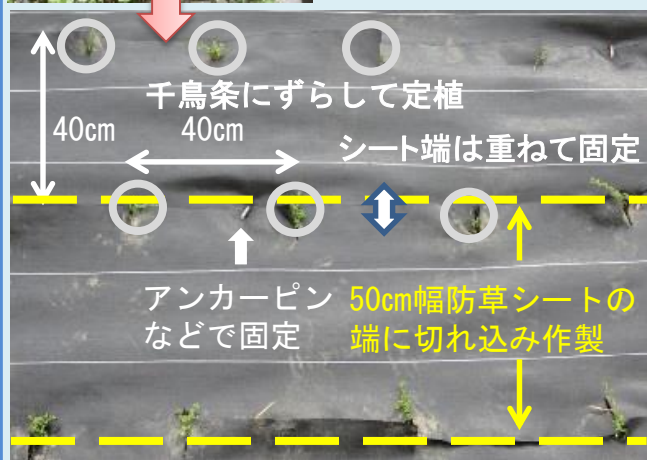 千鳥条にずらして定植
40cm
40cm
シート端は重ねて固定
アンカーピン
などで固定
50cm幅防草シートの
端に切れ込み作製